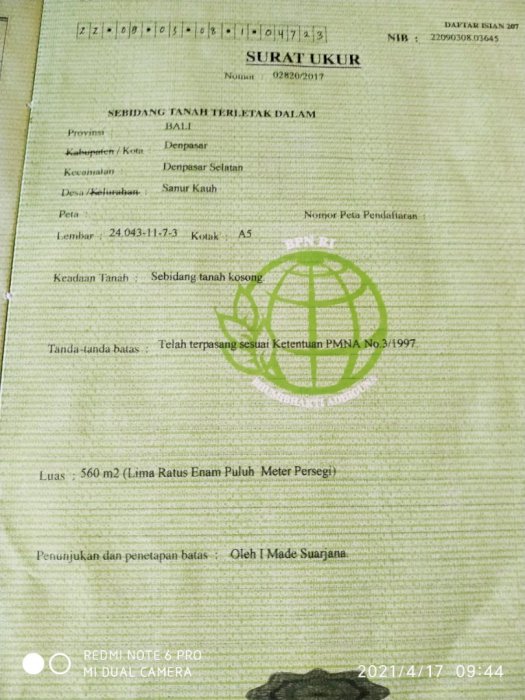 DAFTAR ISIAN 207
22•09•03•08•1•04723
NIB : 22090308.03645
SURAT UKUR
Nomor : 02820/2017
SEBIDANG TANAH TERLETAK DALAM
Provinsi : BALI
Kabupaten / Kota : Denpasar
Kecamatan Denpasar Selatan
Desa /Kelurahan : Sanur Kauh
Peta : Nomor Peta Pendaftaran :
Lembar : 24.043-11-7-3 Kotak : A5
BPN RI
Keadaan Tanah : Sebidang tanah kosong.
Tanda-tanda batas : Telah terpasang sesuai Ketentuan PMNA No.3/1997.
Luas : 560 m2 (Lima Ratus Enam Puluh Meter Persegi)
Penunjukan dan penetapan batas : Oleh I Made Suarjana.
REDMI NOTE 6 PRO
MI DUAL CAMERA
2021/4/17 09:44